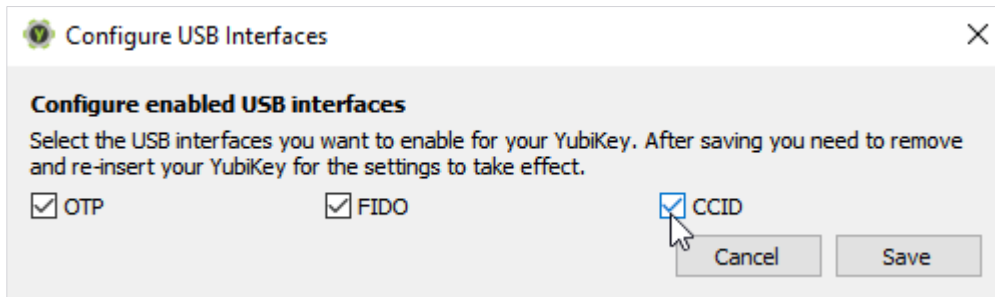 Configure USB Interfaces
Configure enabled USB interfaces
Select the USB interfaces you want to enable for your YubiKey. After saving you need to remove
and re-insert your YubiKey for the settings to take effect.
OTP FIDO CCID
Cancel Save